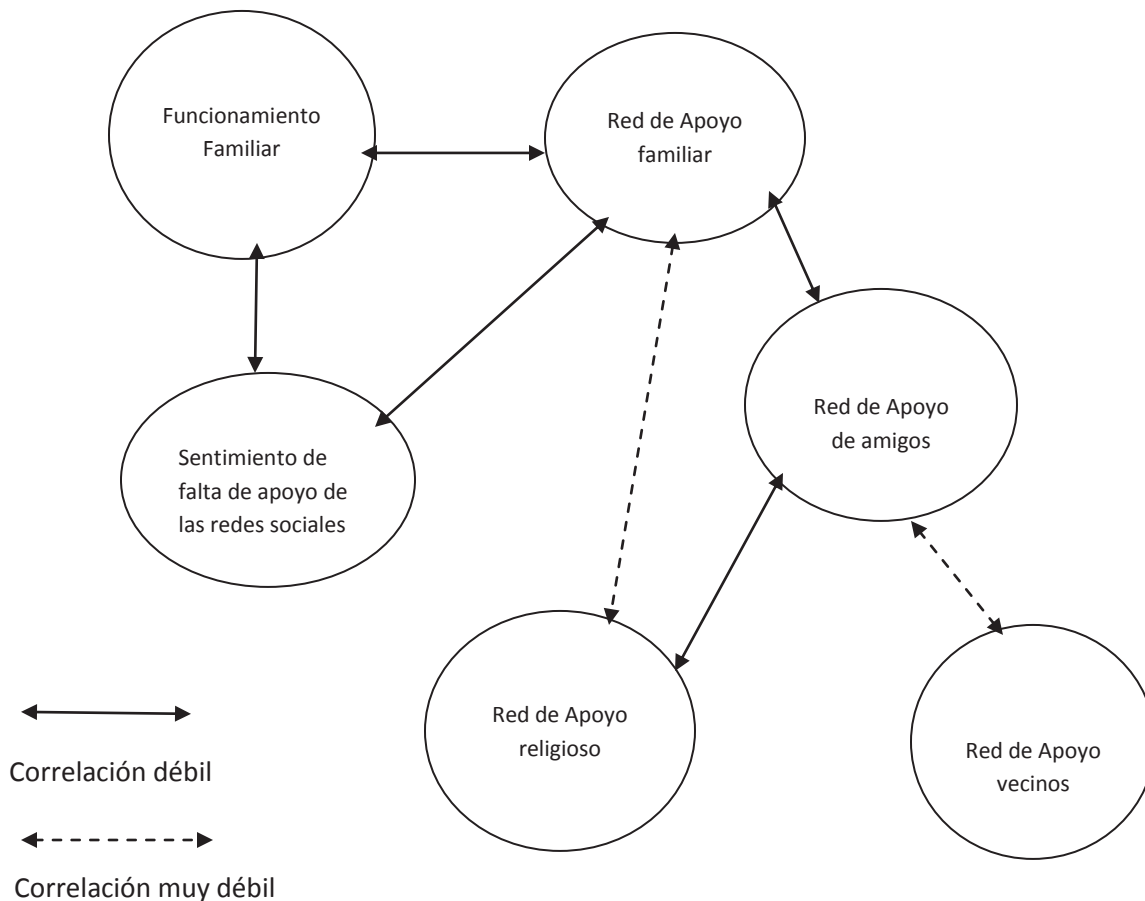 Funcionamiento
Familiar
Red de Apoyo
familiar
Red de Apoyo
de amigos
Sentimiento de
falta de apoyo de
las redes sociales
Red de Apoyo
religioso
Red de Apoyo
vecinos
Correlación débil
Correlación muy débil